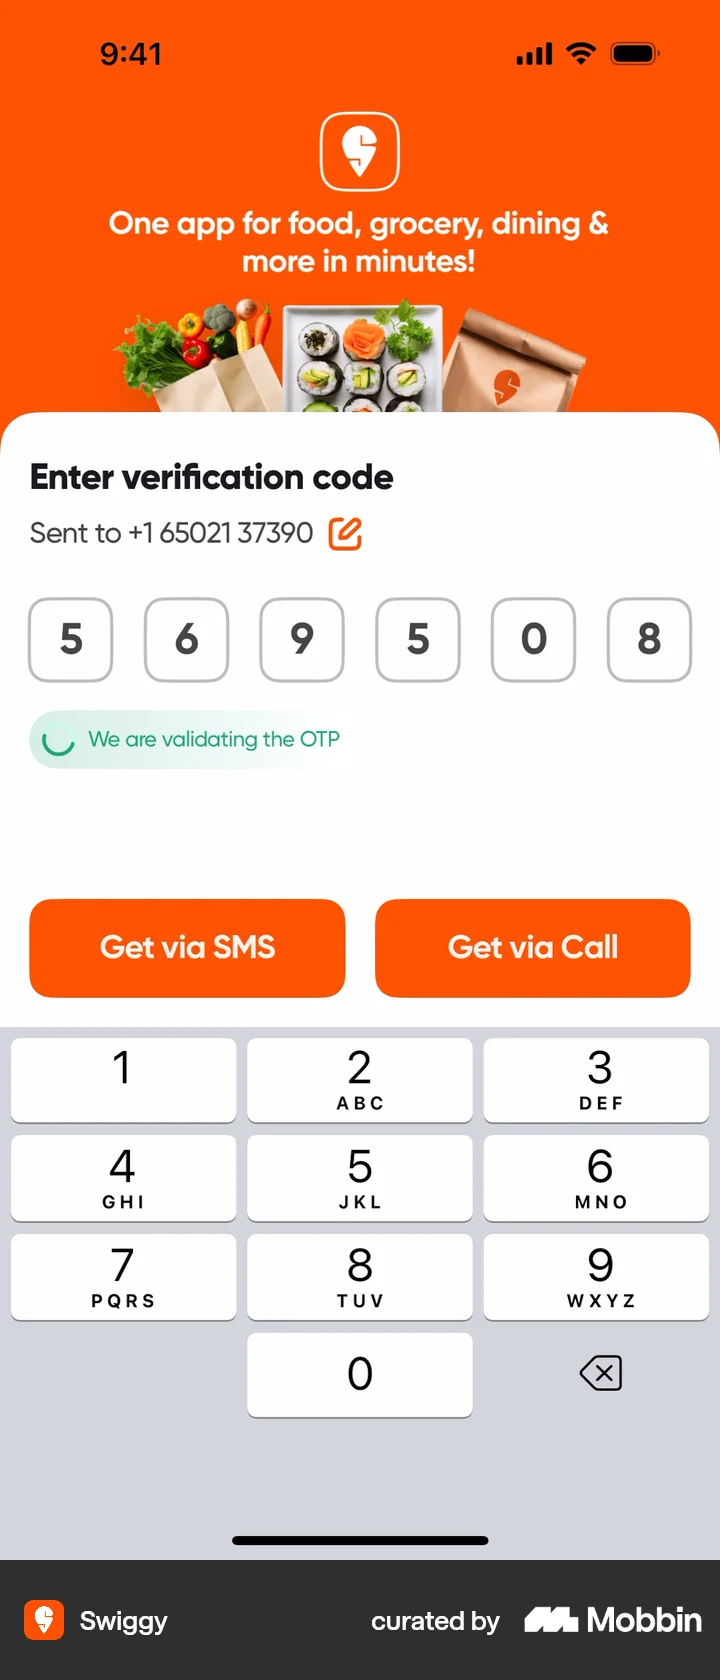 9:41
One app for food, grocery, dining &
more in minutes!
Enter verification code
Sent to +1 65021 37390
5 6 9 5 0 8
We are validating the OTP
Get via SMS Get via Call
1 2 3
ABC DEF
4 5 6
GHI JKL MNO
7 8 9
PQRS TUV WXYZ
0
Swiggy curated by Mobbin